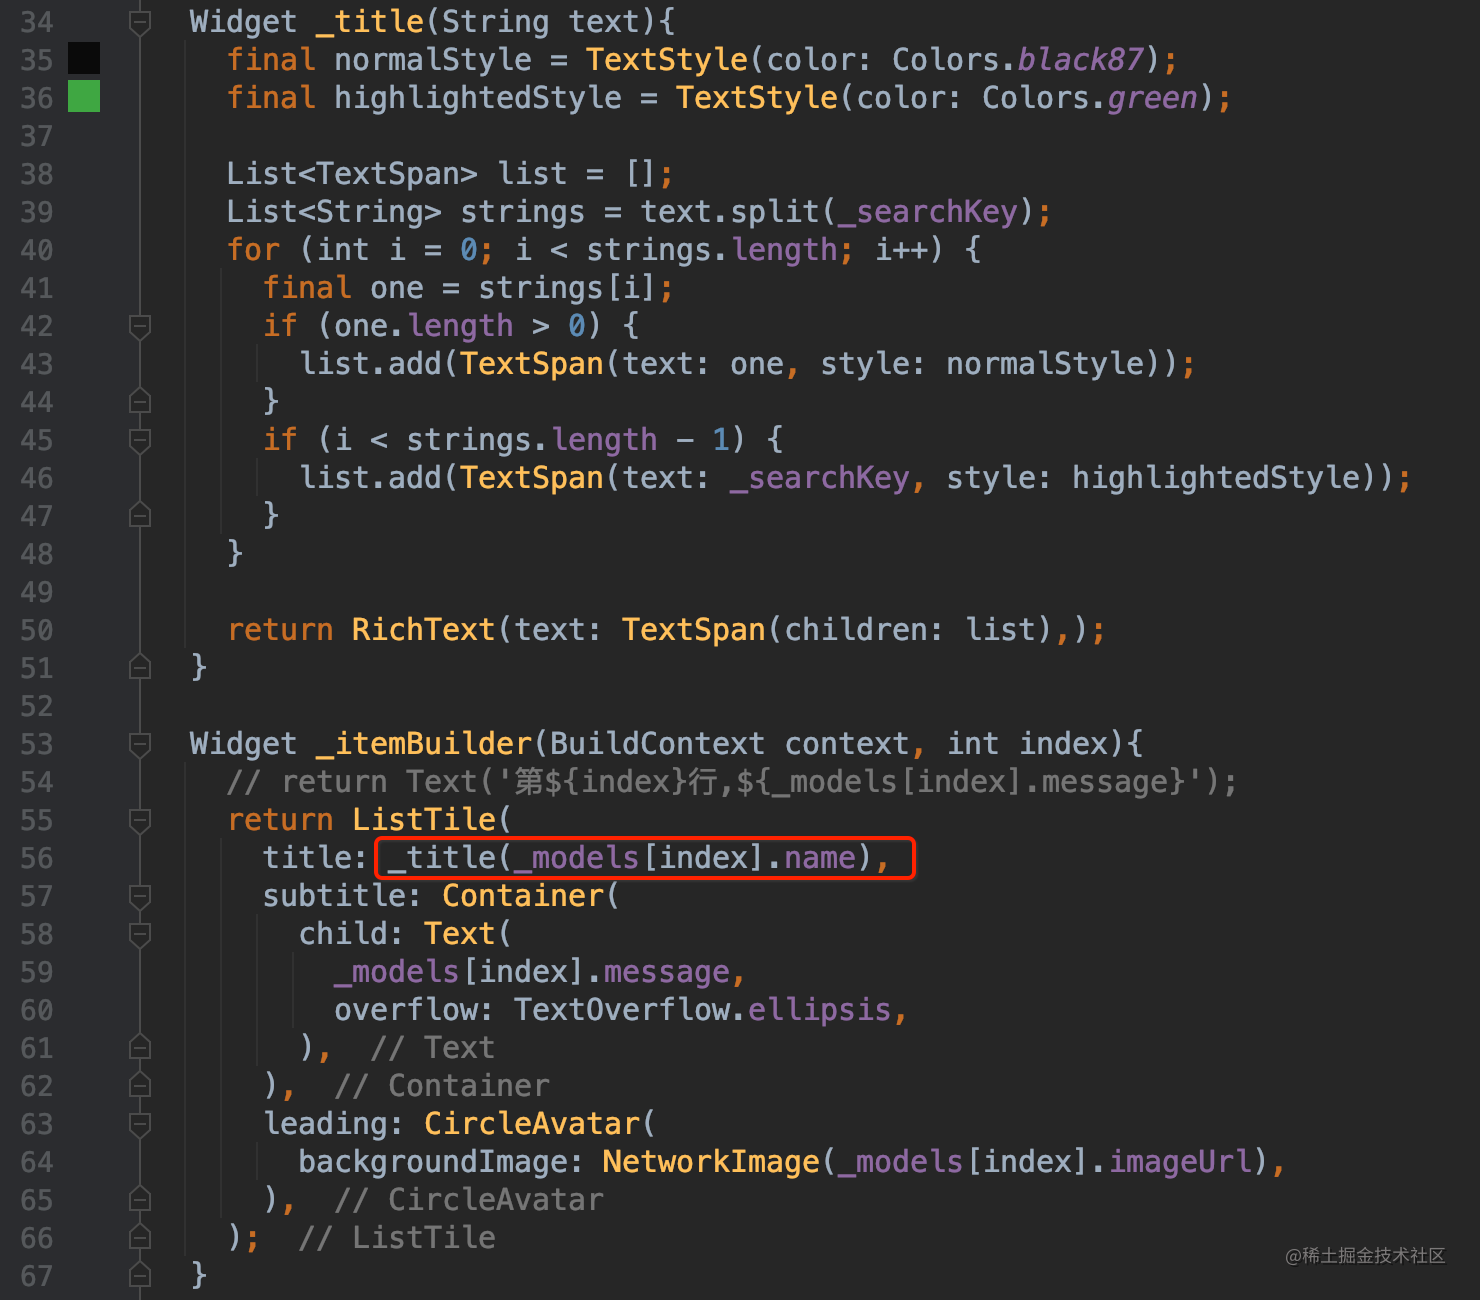 34 Widget _title(String text){
35 final normalStyle = TextStyle(color: Colors.black87);
36 final highlightedStyle = TextStyle(color: Colors.green);
37
38 List<TextSpan> list = [];
39 List<String> strings = text.split(_searchKey);
40 for (int i = 0; i < strings.length; i++) {
41 final one = strings[i];
42 if (one.length > 0) {
43 list.add(TextSpan(text: one, style: normalStyle));
44 }
45 if (i < strings.length - 1) {
46 list.add(TextSpan(text: _searchKey, style: highlightedStyle));
47 }
48 }
49
50 return RichText(text: TextSpan(children: list),);
51 }
52
53 Widget _itemBuilder(BuildContext context, int index){
54 // return Text('第${index}行,${_models[index].message}');
55 return ListTile(
56 title: _title(_models[index].name),
57 subtitle: Container(
58 child: Text(
59 _models[index].message,
60 overflow: TextOverflow.ellipsis,
61 ), // Text
62 ), // Container
63 leading: CircleAvatar(
64 backgroundImage: NetworkImage(_models[index].imageUrl),
65 ), // CircleAvatar
66 ); // ListTile
67 }
@稀土掘金技术社区